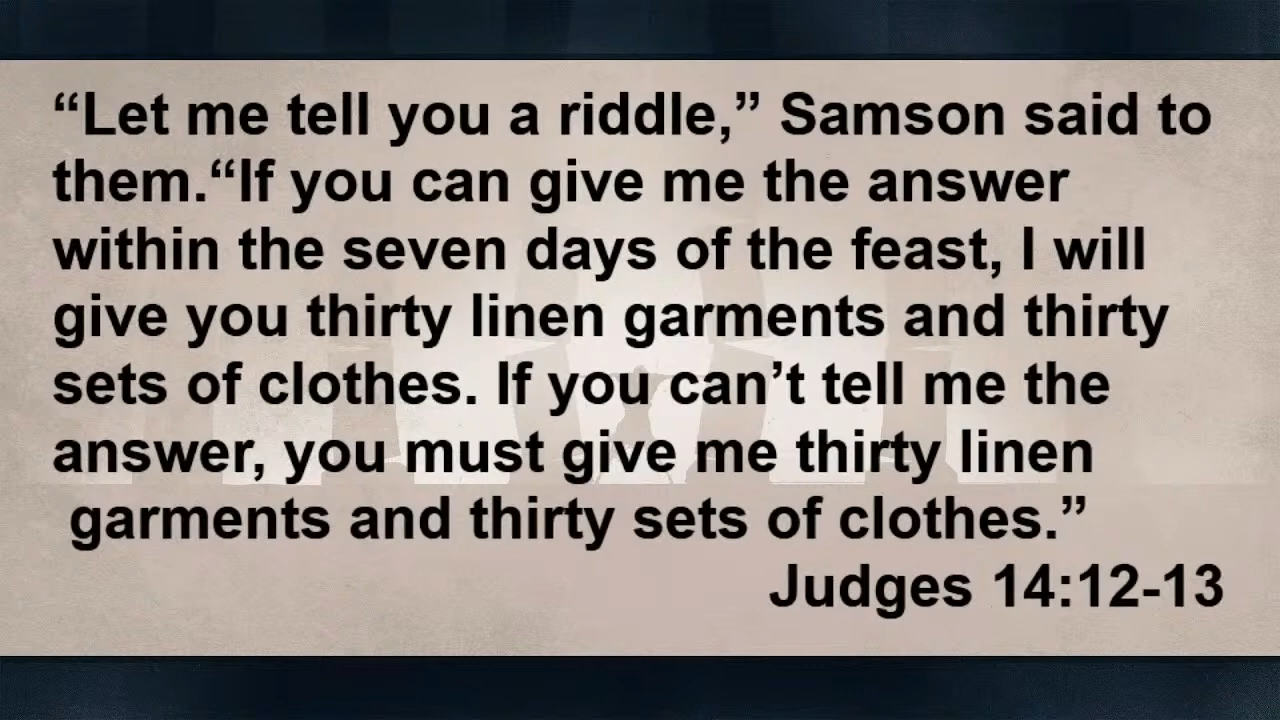 “Let me tell you a riddle,” Samson said to
them.“If you can give me the answer
within the seven days of the feast, I will
give you thirty linen garments and thirty
sets of clothes. If you can’t tell me the
answer, you must give me thirty linen
garments and thirty sets of clothes.”
Judges 14:12-13